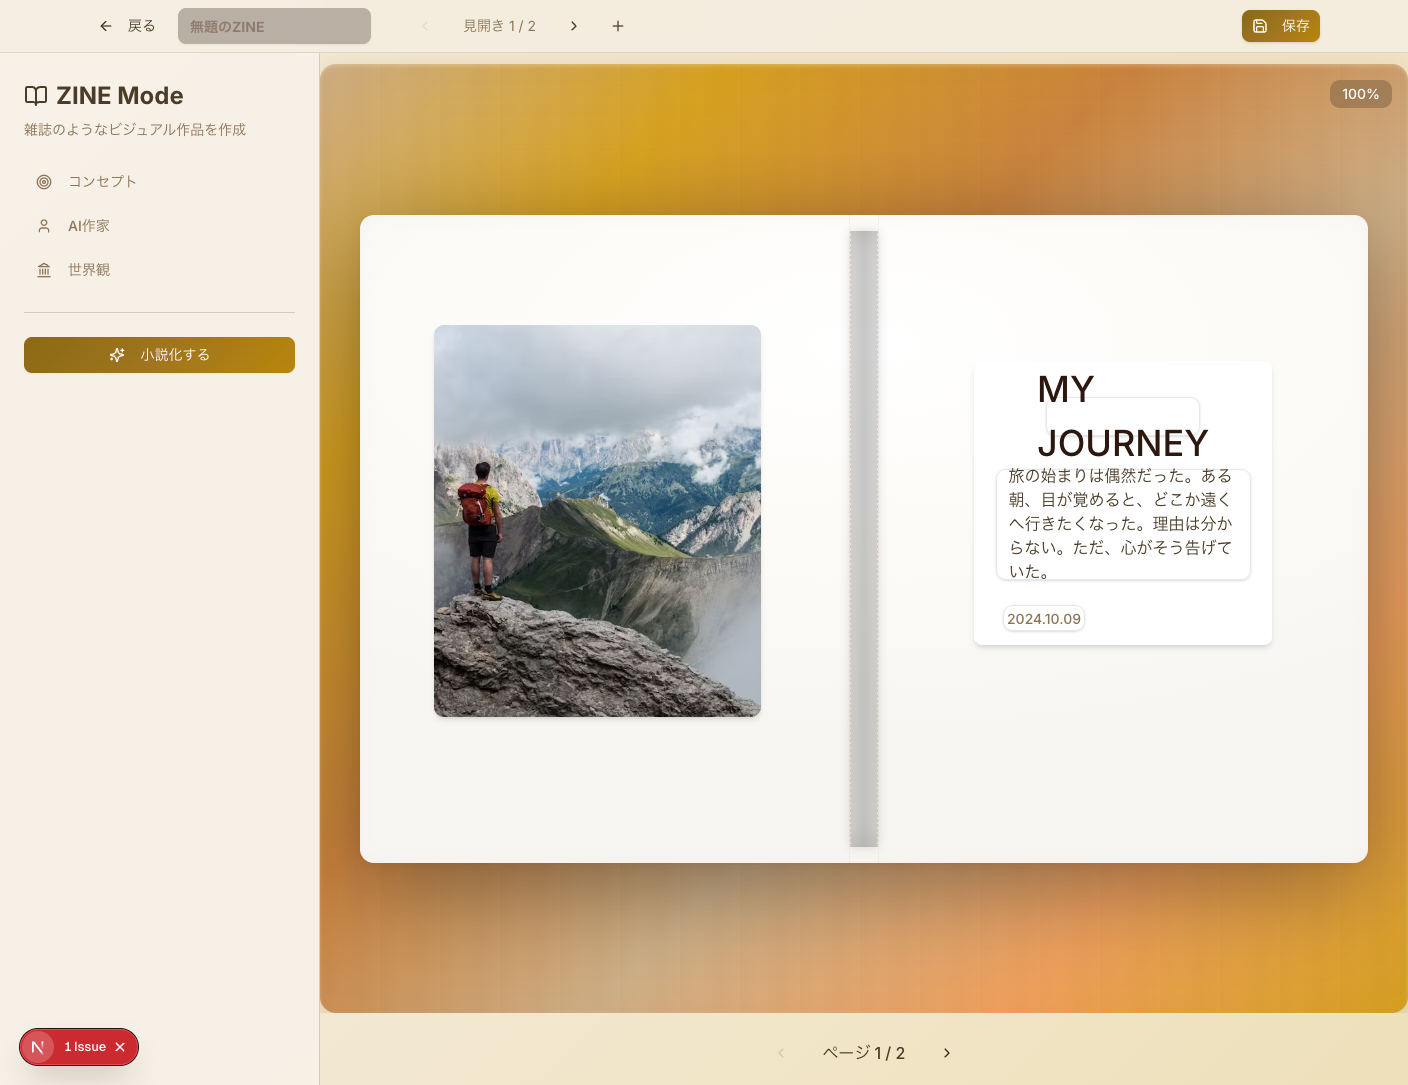 戻る
無題のZINE
見開き 1 / 2
保存
ZINE Mode
雑誌のようなビジュアル作品を作成
コンセプト
AI作家
世界観
小説化する
100%
MY
JOURNEY
旅の始まりは偶然だった。ある
朝、目が覚めると、どこか遠く
へ行きたくなった。理由は分か
らない。ただ、心がそう告げて
いた。
2024.10.09
N
1 Issue
ページ 1 / 2